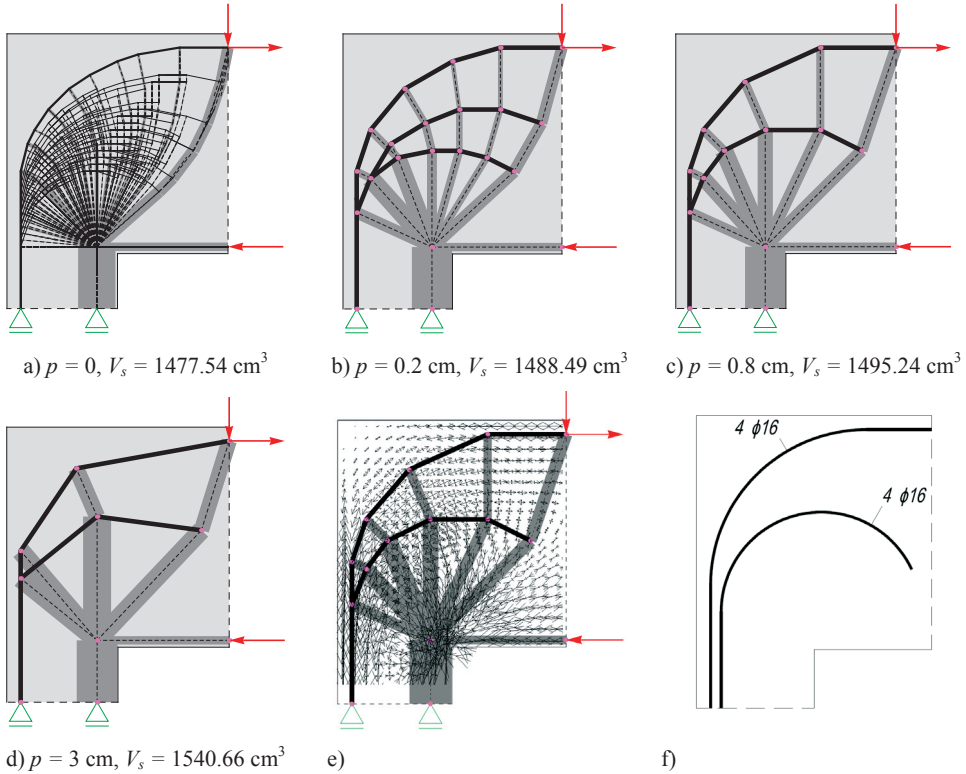 a) p = 0, Vₛ = 1477.54 cm³
b) p = 0.2 cm, Vₛ = 1488.49 cm³
c) p = 0.8 cm, Vₛ = 1495.24 cm³
4 ϕ16
4 ϕ16
d) p = 3 cm, Vₛ = 1540.66 cm³
e)
f)